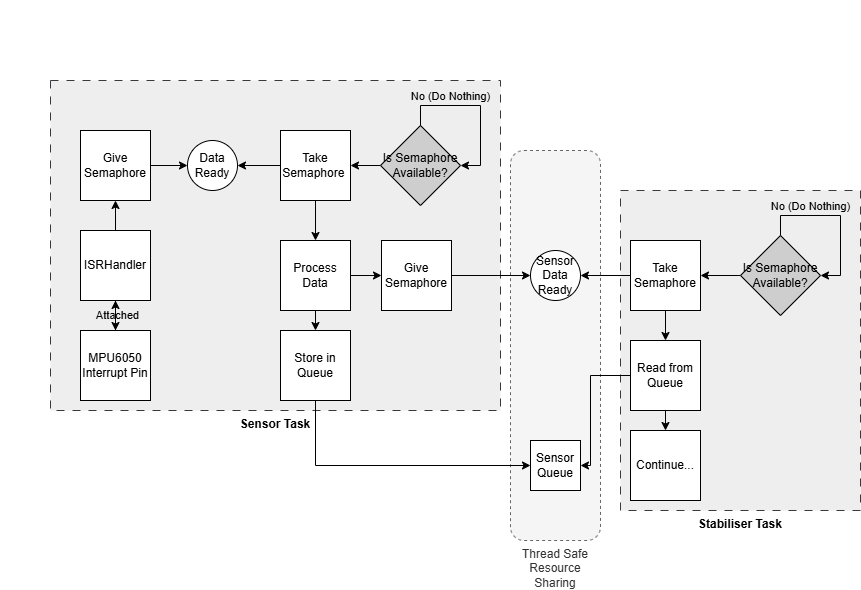 No (Do Nothing)
Give
Semaphore
Data
Ready
Take
Semaphore
Is Semaphore
Available?
No (Do Nothing)
ISRHandler
Process
Data
Give
Semaphore
Sensor
Data
Ready
Take
Semaphore
Is Semaphore
Available?
Attached
MPU6050
Interrupt Pin
Store in
Queue
Read from
Queue
Sensor Task
Sensor
Queue
Continue...
Stabiliser Task
Thread Safe
Resource
Sharing